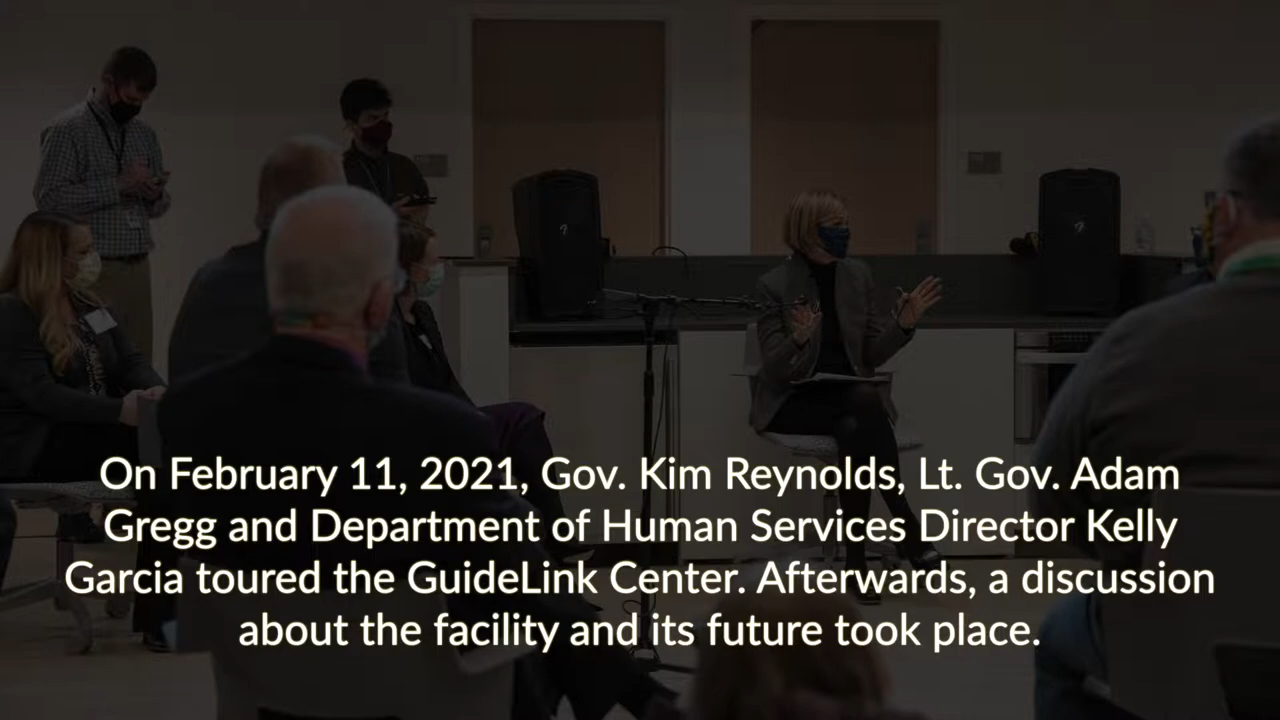 On February 11, 2021, Gov. Kim Reynolds, Lt. Gov. Adam
Gregg and Department of Human Services Director Kelly
Garcia toured the GuideLink Center. Afterwards, a discussion
about the facility and its future took place.